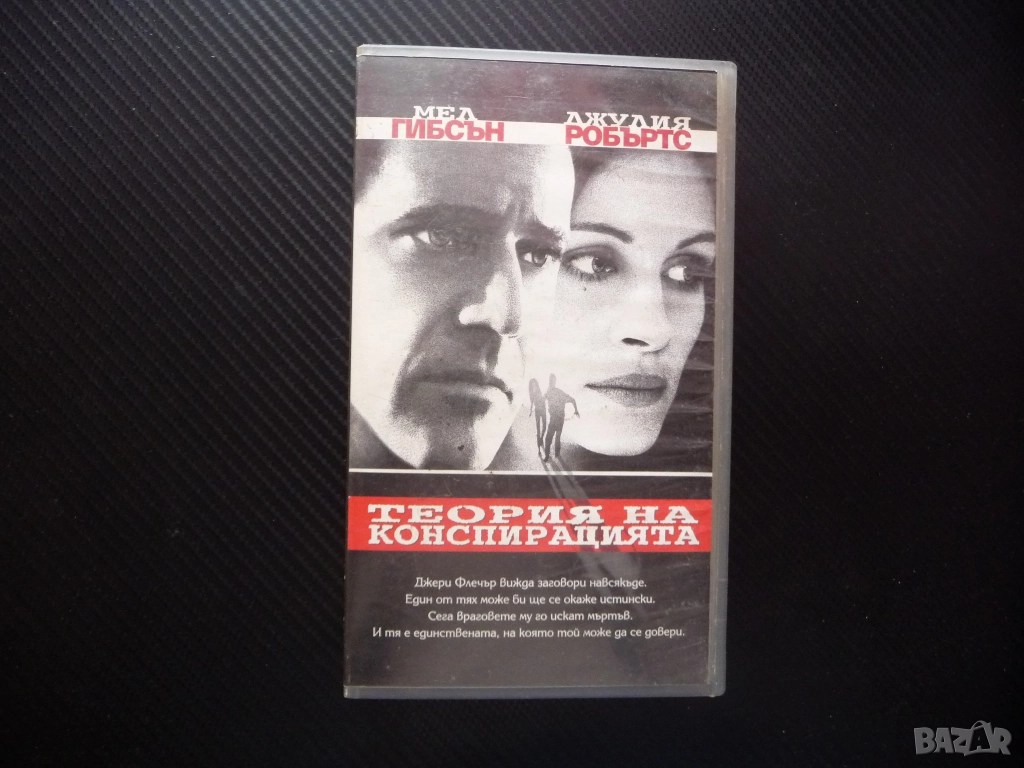 МЕЛ
ГИБСЪН
ДЖУЛИЯ
РОБЪРТС
ТЕОРИЯ НА
КОНСПИРАЦИЯТА
Джери Флечър вижда заговори навсякъде.
Един от тях може би ще се окаже истински.
Сега враговете му го искат мъртъв.
И тя е единствената, на която той може да се довери.
BAZAR